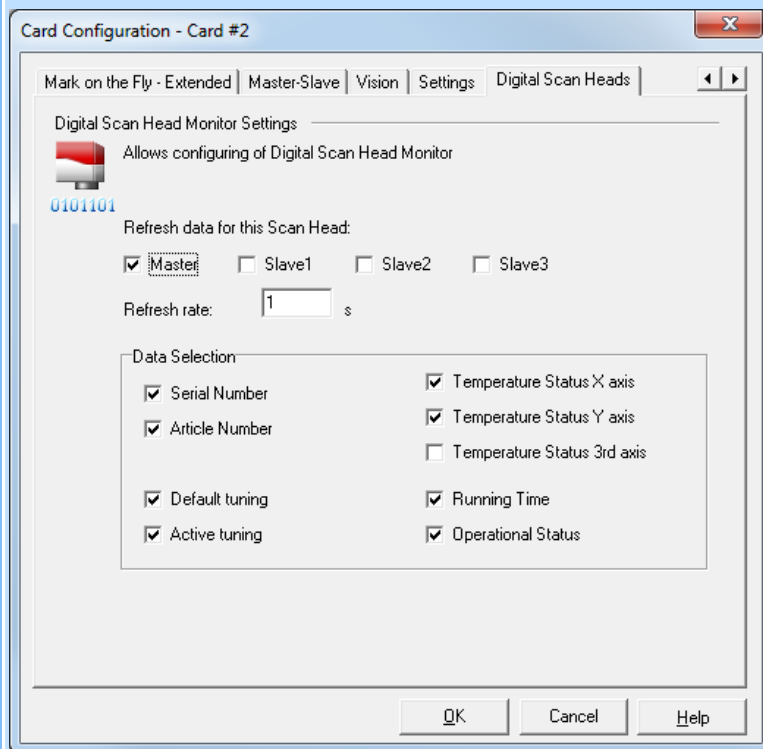 Card Configuration - Card #2
Mark on the Fly - Extended Master-Slave Vision Settings Digital Scan Heads
Digital Scan Head Monitor Settings
Allows configuring of Digital Scan Head Monitor
0101101
Refresh data for this Scan Head:
Master Slave1 Slave2 Slave3
Refresh rate: 1 s
Data Selection
Serial Number
Article Number
Default tuning
Active tuning
Temperature Status X axis
Temperature Status Y axis
Temperature Status 3rd axis
Running Time
Operational Status
OK Cancel Help